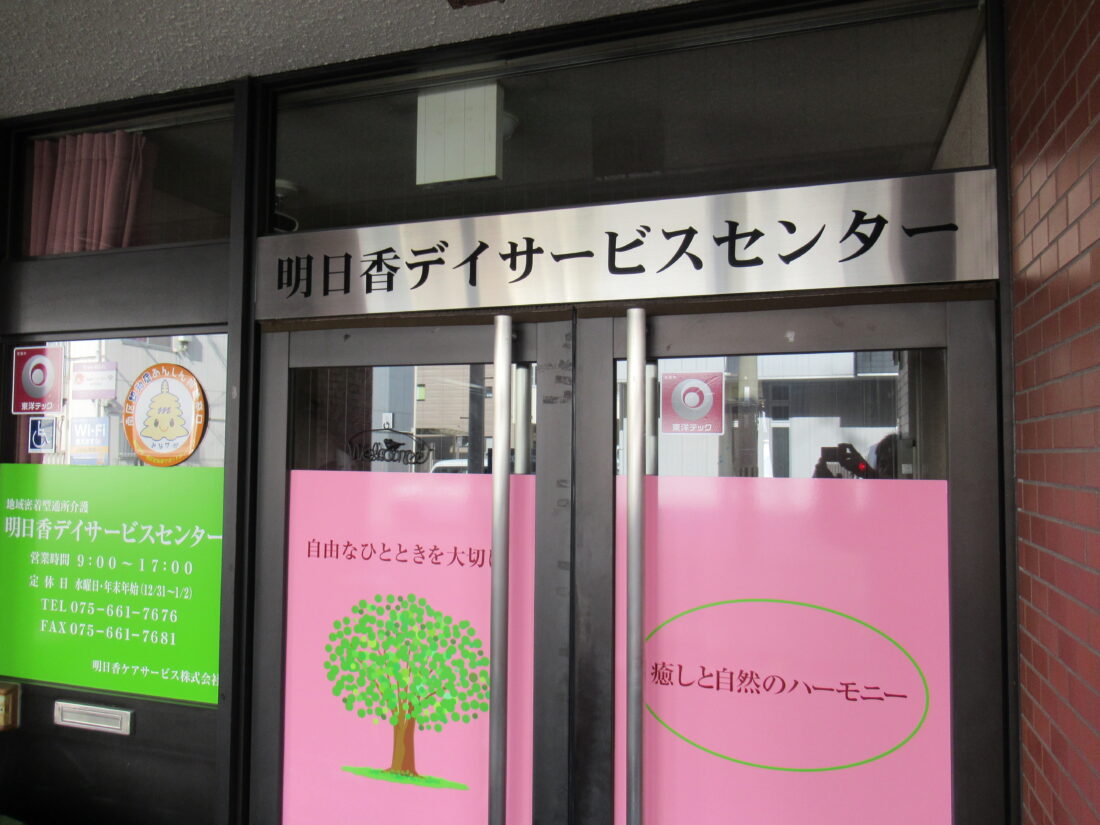 明日香デイサービスセンター
東洋テック
Wi-Fi
みなサポ
東洋テック
Welcome
地域密着型通所介護
明日香デイサービスセンター
営業時間 9:00～17:00
定休日 水曜日・年末年始(12/31～1/2)
TEL 075-661-7676
FAX 075-661-7681
明日香ケアサービス株式会社
自由なひとときを大切
癒しと自然のハーモニー